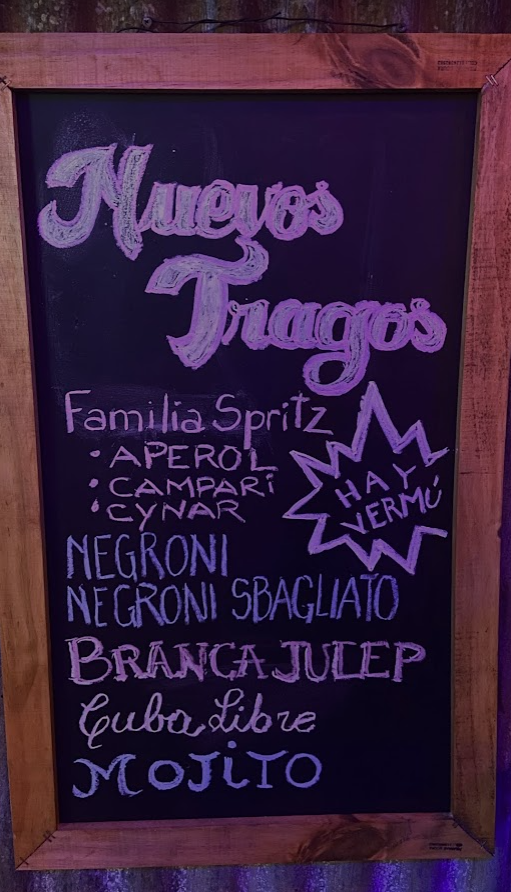 Nuevos
Tragos
Familia Spritz
• APEROL
• CAMPARi
• CYNAR
HAY
VERMÚ
NEGRONI
NEGRONI SBAGLIATO
BRANCA JULEP
Cuba Libre
MOJiTO